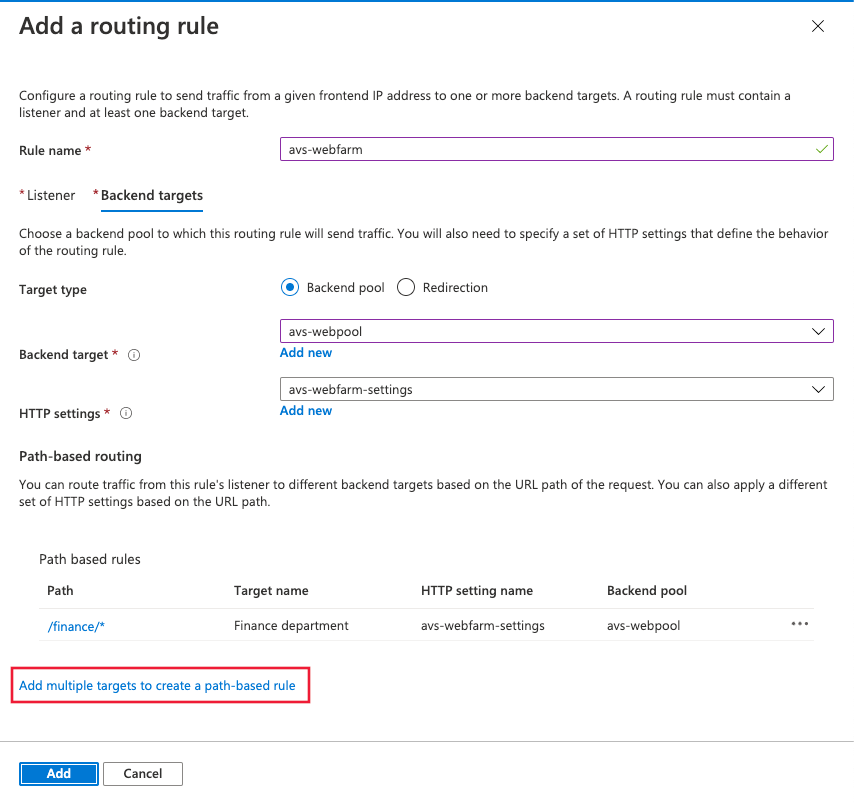 Add a routing rule
Configure a routing rule to send traffic from a given frontend IP address to one or more backend targets. A routing rule must contain a
listener and at least one backend target.
Rule name *
avs-webfarm
* Listener * Backend targets
Choose a backend pool to which this routing rule will send traffic. You will also need to specify a set of HTTP settings that define the behavior
of the routing rule.
Target type
Backend pool Redirection
avs-webpool
Backend target *
Add new
avs-webfarm-settings
HTTP settings *
Add new
Path-based routing
You can route traffic from this rule's listener to different backend targets based on the URL path of the request. You can also apply a different
set of HTTP settings based on the URL path.
Path based rules
Path Target name HTTP setting name Backend pool
/finance/* Finance department avs-webfarm-settings avs-webpool
Add multiple targets to create a path-based rule
Add Cancel